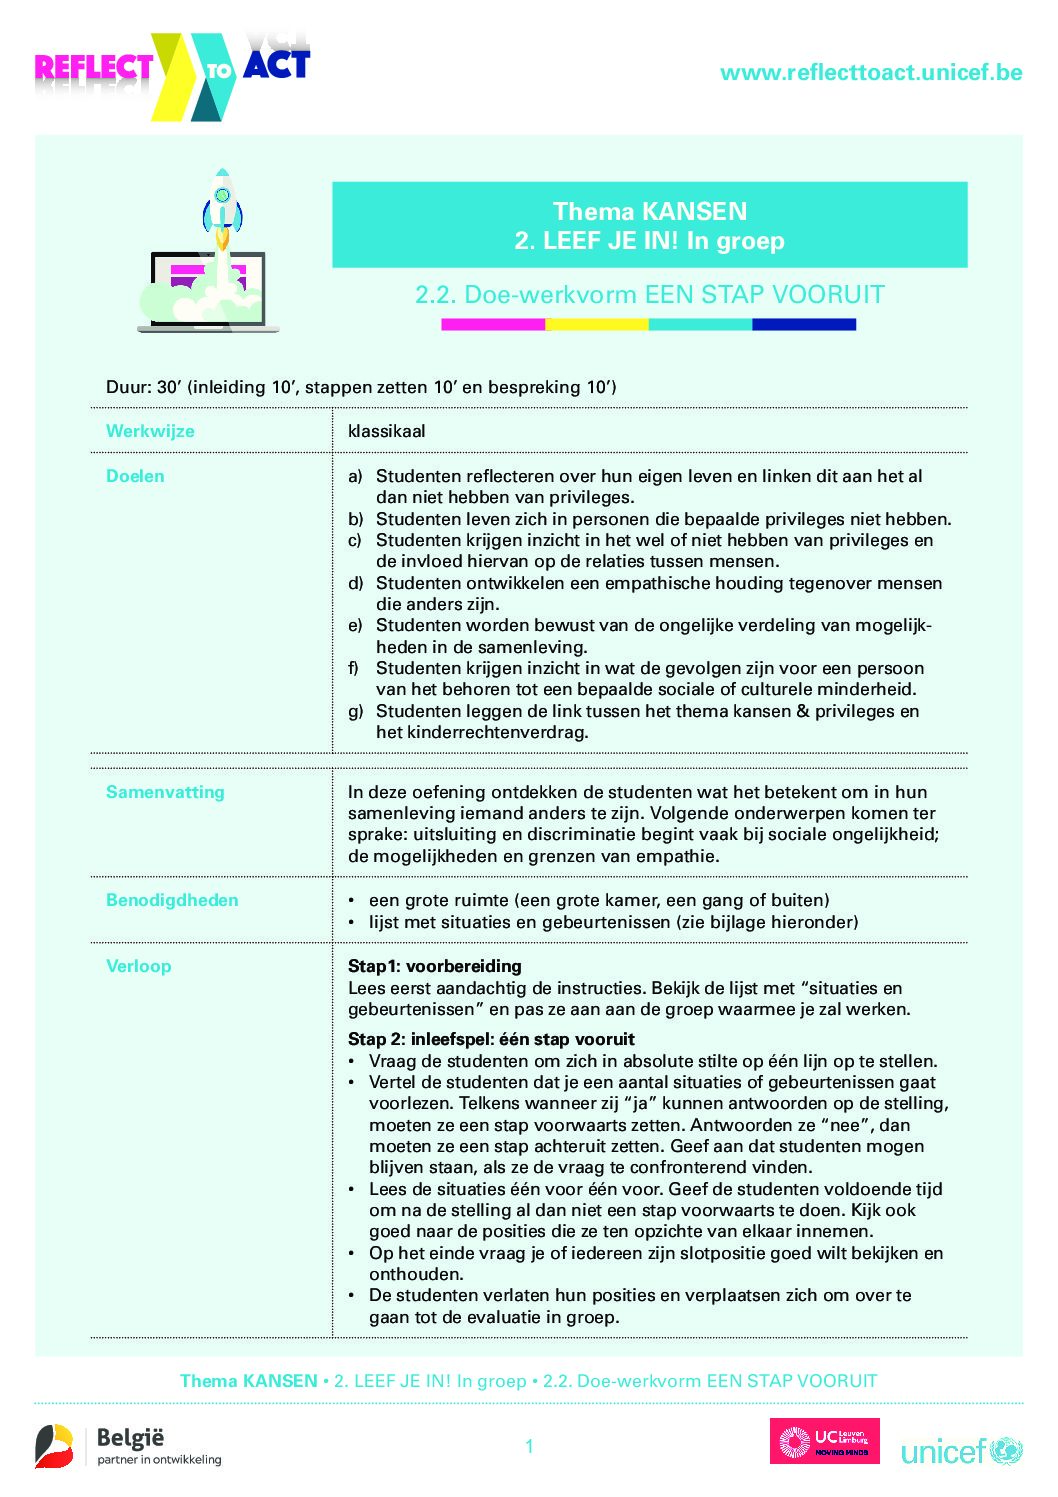 REFLECT TO ACT
www.reflecttoact.unicef.be
Thema KANSEN
2. LEEF JE IN! In groep
2.2. Doe-werkvorm EEN STAP VOORUIT
Duur: 30’ (inleiding 10’, stappen zetten 10’ en bespreking 10’)
Werkwijze
klassikaal
Doelen
a) Studenten reflecteren over hun eigen leven en linken dit aan het al
dan niet hebben van privileges.
b) Studenten leven zich in personen die bepaalde privileges niet hebben.
c) Studenten krijgen inzicht in het wel of niet hebben van privileges en
de invloed hiervan op de relaties tussen mensen.
d) Studenten ontwikkelen een empathische houding tegenover mensen
die anders zijn.
e) Studenten worden bewust van de ongelijke verdeling van mogelijk-
heden in de samenleving.
f) Studenten krijgen inzicht in wat de gevolgen zijn voor een persoon
van het behoren tot een bepaalde sociale of culturele minderheid.
g) Studenten leggen de link tussen het thema kansen & privileges en
het kinderrechtenverdrag.
Samenvatting
In deze oefening ontdekken de studenten wat het betekent om in hun
samenleving iemand anders te zijn. Volgende onderwerpen komen ter
sprake: uitsluiting en discriminatie begint vaak bij sociale ongelijkheid;
de mogelijkheden en grenzen van empathie.
Benodigdheden
• een grote ruimte (een grote kamer, een gang of buiten)
• lijst met situaties en gebeurtenissen (zie bijlage hieronder)
Verloop
Stap1: voorbereiding
Lees eerst aandachtig de instructies. Bekijk de lijst met “situaties en
gebeurtenissen” en pas ze aan aan de groep waarmee je zal werken.
Stap 2: inleefspel: één stap vooruit
• Vraag de studenten om zich in absolute stilte op één lijn op te stellen.
• Vertel de studenten dat je een aantal situaties of gebeurtenissen gaat
voorlezen. Telkens wanneer zij “ja” kunnen antwoorden op de stelling,
moeten ze een stap voorwaarts zetten. Antwoorden ze “nee”, dan
moeten ze een stap achteruit zetten. Geef aan dat studenten mogen
blijven staan, als ze de vraag te confronterend vinden.
• Lees de situaties één voor één voor. Geef de studenten voldoende tijd
om na de stelling al dan niet een stap voorwaarts te doen. Kijk ook
goed naar de posities die ze ten opzichte van elkaar innemen.
• Op het einde vraag je of iedereen zijn slotpositie goed wilt bekijken en
onthouden.
• De studenten verlaten hun posities en verplaatsen zich om over te
gaan tot de evaluatie in groep.
Thema KANSEN • 2. LEEF JE IN! In groep • 2.2. Doe-werkvorm EEN STAP VOORUIT
België
partner in ontwikkeling
1
UC Leuven
Limburg
MOVING MINDS
unicef